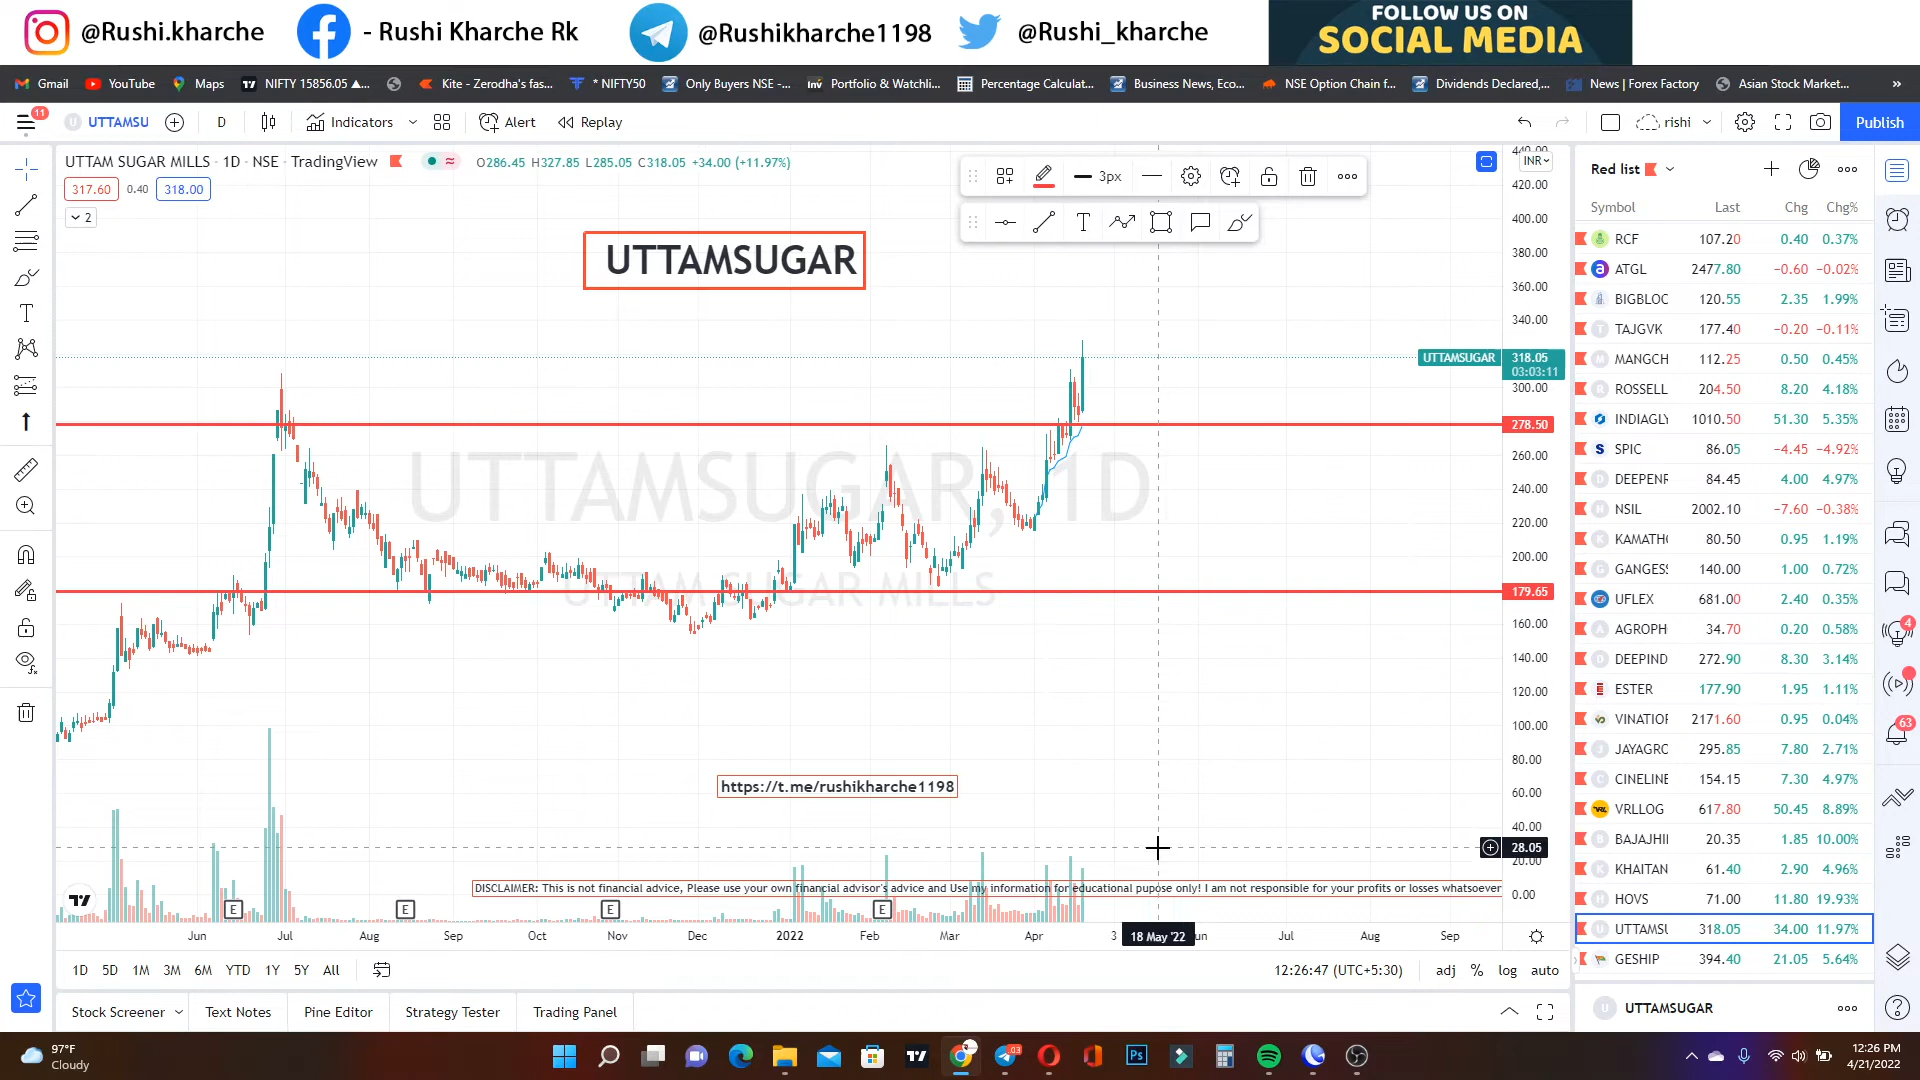 @Rushi.kharche - Rushi Kharche Rk @Rushikharche1198 @Rushi_kharche
FOLLOW US ON
SOCIAL MEDIA
Gmail YouTube Maps NIFTY 15856.05 ▲... Kite - Zerodha's fas... * NIFTY50 Only Buyers NSE -... Portfolio & Watchli... Percentage Calculat... Business News, Eco... NSE Option Chain f... Dividends Declared,... News | Forex Factory Asian Stock Market... »
11 UTTAMSU D Indicators Alert Replay rishi Publish
UTTAM SUGAR MILLS · 1D · NSE · TradingView O286.45 H327.85 L285.05 C318.05 +34.00 (+11.97%)
317.60 0.40 318.00
2
3px
INR
UTTAMSUGAR
440.00
420.00
400.00
380.00
360.00
340.00
UTTAMSUGAR 318.05
03:03:11
300.00
278.50
260.00
240.00
220.00
200.00
179.65
160.00
140.00
120.00
100.00
80.00
60.00
40.00
28.05
20.00
0.00
UTTAMSUGAR, 1D
UTTAM SUGAR MILLS
https://t.me/rushikharche1198
DISCLAIMER: This is not financial advice, Please use your own financial advisor's advice and Use my information for educational pupose only! I am not responsible for your profits or losses whatsoever
E E E E
Jun Jul Aug Sep Oct Nov Dec 2022 Feb Mar Apr 3 18 May '22 un Jul Aug Sep
1D 5D 1M 3M 6M YTD 1Y 5Y All 12:26:47 (UTC+5:30) adj % log auto
Stock Screener Text Notes Pine Editor Strategy Tester Trading Panel
Red list
Symbol Last Chg Chg%
RCF 107.20 0.40 0.37%
ATGL 2477.80 −0.60 −0.02%
BIGBLOC 120.55 2.35 1.99%
TAJGVK 177.40 −0.20 −0.11%
MANGCH 112.25 0.50 0.45%
ROSSELL 204.50 8.20 4.18%
INDIAGLY 1010.50 51.30 5.35%
SPIC 86.05 −4.45 −4.92%
DEEPENR 84.45 4.00 4.97%
NSIL 2002.10 −7.60 −0.38%
KAMATHO 80.50 0.95 1.19%
GANGESS 140.00 1.00 0.72%
UFLEX 681.00 2.40 0.35%
AGROPH 34.70 0.20 0.58%
DEEPIND 272.90 8.30 3.14%
ESTER 177.90 1.95 1.11%
VINATIOR 2171.60 0.95 0.04%
JAYAGRO 295.85 7.80 2.71%
CINELINE 154.15 7.30 4.97%
VRLLOG 617.80 50.45 8.89%
BAJAJHII 20.35 1.85 10.00%
KHAITAN 61.40 2.90 4.96%
HOVS 71.00 11.80 19.93%
UTTAMSU 318.05 34.00 11.97%
GESHIP 394.40 21.05 5.64%
UTTAMSUGAR
4
63
97°F
Cloudy
12:26 PM
4/21/2022